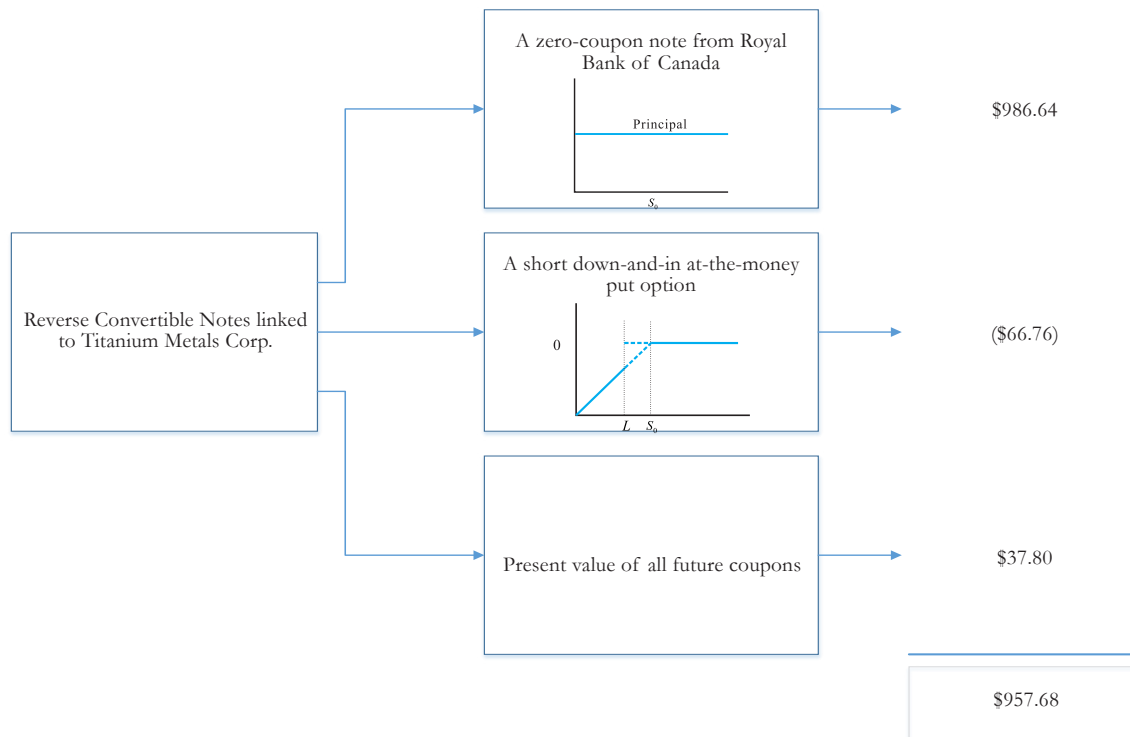 A zero-coupon note from Royal
Bank of Canada
Principal
S₀
$986.64
Reverse Convertible Notes linked
to Titanium Metals Corp.
A short down-and-in at-the-money
put option
0
L S₀
($66.76)
Present value of all future coupons
$37.80
$957.68